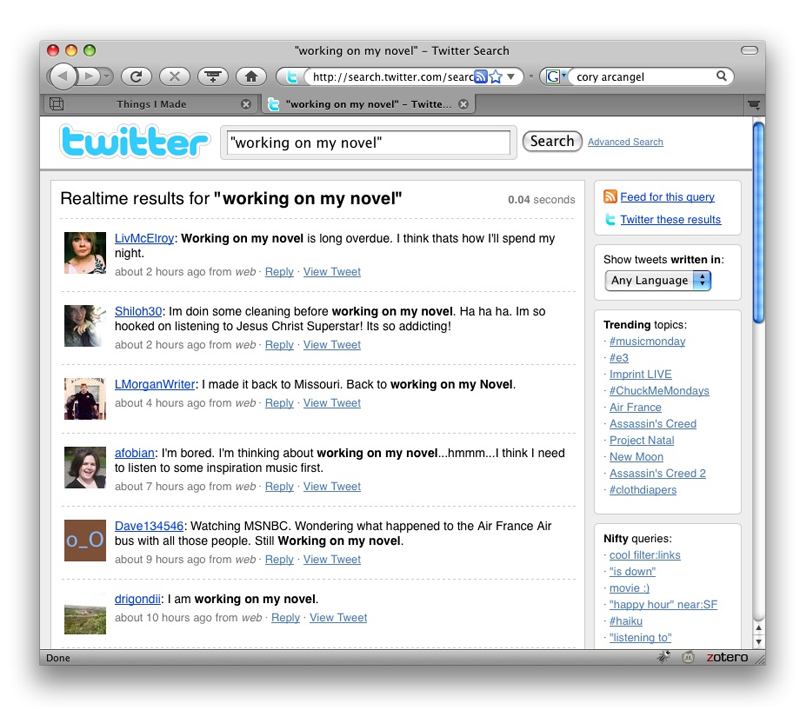 "working on my novel" – Twitter Search
http://search.twitter.com/searc
G
cory arcangel
Things I Made
"working on my novel" – Twitte...
twitter
"working on my novel"
Search
Advanced Search
Realtime results for "working on my novel"
0.04 seconds
LivMcElroy: Working on my novel is long overdue. I think thats how I'll spend my
night.
about 2 hours ago from web · Reply · View Tweet
Shiloh30: Im doin some cleaning before working on my novel. Ha ha ha. Im so
hooked on listening to Jesus Christ Superstar! Its so addicting!
about 2 hours ago from web · Reply · View Tweet
LMorganWriter: I made it back to Missouri. Back to working on my Novel.
about 4 hours ago from web · Reply · View Tweet
afobian: I'm bored. I'm thinking about working on my novel...hmmm...I think I need
to listen to some inspiration music first.
about 7 hours ago from web · Reply · View Tweet
o_O
Dave134546: Watching MSNBC. Wondering what happened to the Air France Air
bus with all those people. Still Working on my novel.
about 9 hours ago from web · Reply · View Tweet
drigondii: I am working on my novel.
about 10 hours ago from web · Reply · View Tweet
Feed for this query
Twitter these results
Show tweets written in:
Any Language
Trending topics:
· #musicmonday
· #e3
· Imprint LIVE
· #ChuckMeMondays
· Air France
· Assassin's Creed
· Project Natal
· New Moon
· Assassin's Creed 2
· #clothdiapers
Nifty queries:
· cool filter:links
· "is down"
· movie :)
· "happy hour" near:SF
· #haiku
· "listening to"
Done
zotero